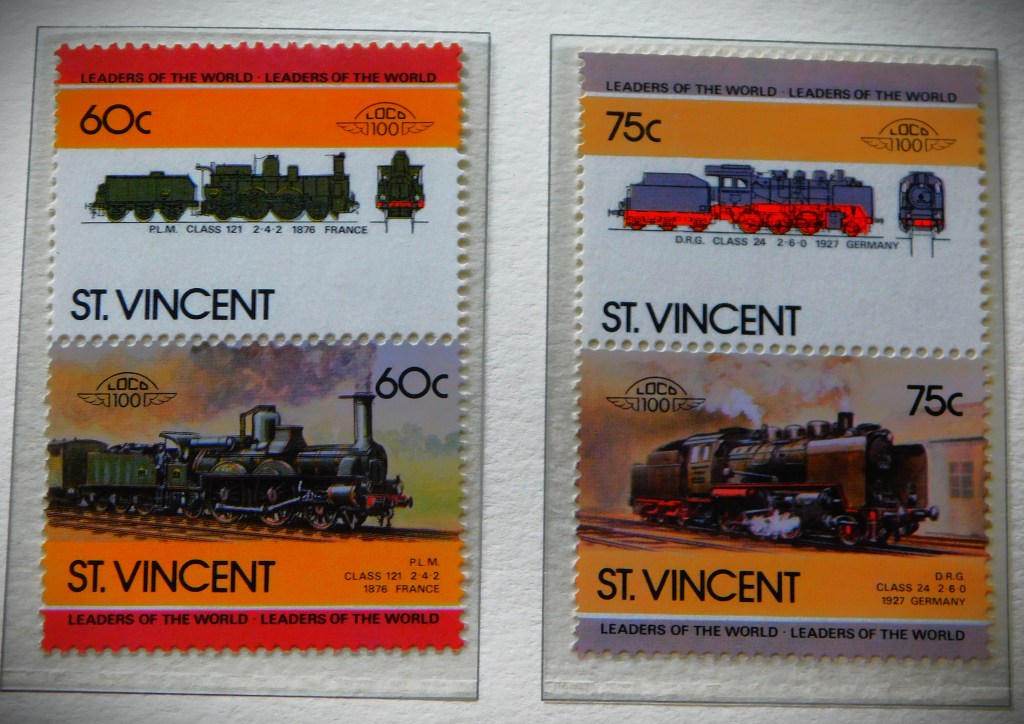 LEADERS OF THE WORLD · LEADERS OF THE WORLD
60c
LOCO
100
P.L.M. CLASS 121 2·4·2 1876 FRANCE
ST. VINCENT
LOCO
100
60c
ST. VINCENT
P.L.M.
CLASS 121 2·4·2
1876 FRANCE
LEADERS OF THE WORLD · LEADERS OF THE WORLD
LEADERS OF THE WORLD · LEADERS OF THE WORLD
75c
LOCO
100
D.R.G. CLASS 24 2·6·0 1927 GERMANY
ST. VINCENT
LOCO
100
75c
ST. VINCENT
D.R.G.
CLASS 24 2·6·0
1927 GERMANY
LEADERS OF THE WORLD · LEADERS OF THE WORLD